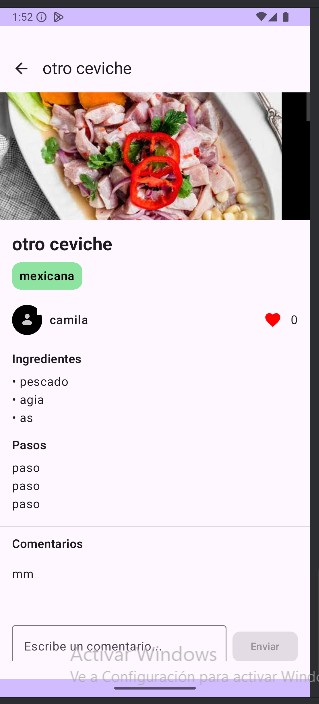 1:52
otro ceviche
otro ceviche
mexicana
camila
0
Ingredientes
• pescado
• agia
• as
Pasos
paso
paso
paso
Comentarios
mm
Escribe un comentario...
Enviar
Activar Windows
Ve a Configuración para activar Windo